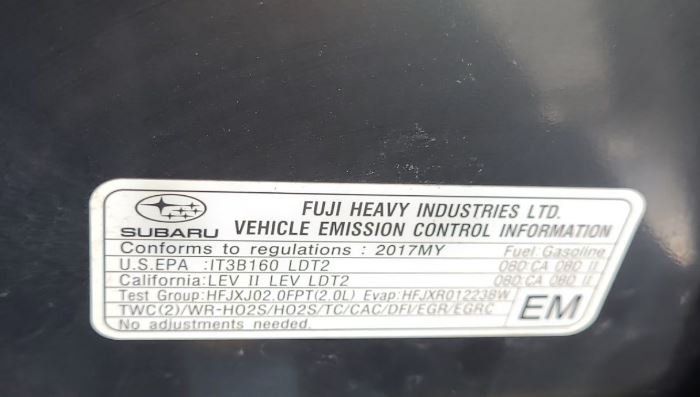 FUJI HEAVY INDUSTRIES LTD.
SUBARU VEHICLE EMISSION CONTROL INFORMATION
Conforms to regulations : 2017MY Fuel:Gasoline
U.S.EPA :IT3B160 LDT2 OBD:CA OBD II
California:LEV II LEV LDT2 OBD:CA OBD II
Test Group:HFJXJ02.0FPT(2.0L) Evap:HFJXR012238W
TWC(2)/WR-HO2S/HO2S/TC/CAC/DFI/EGR/EGRC
No adjustments needed.
EM